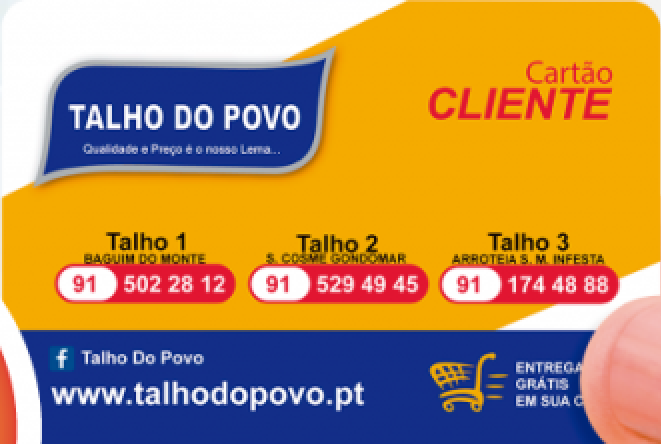 Cartão
CLIENTE
TALHO DO POVO
Qualidade e Preço é o nosso Lema...
Talho 1
BAGUIM DO MONTE
91 502 28 12
Talho 2
S. COSME GONDOMAR
91 529 49 45
Talho 3
ARROTEIA S. M. INFESTA
91 174 48 88
Talho Do Povo
www.talhodopovo.pt
ENTREGA
GRÁTIS
EM SUA